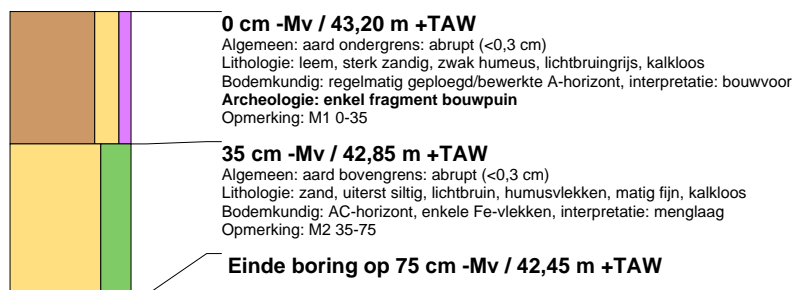 0 cm -Mv / 43,20 m +TAW
Algemeen: aard ondergrens: abrupt (<0,3 cm)
Lithologie: leem, sterk zandig, zwak humeus, lichtbruingrijs, kalkloos
Bodemkundig: regelmatig geploegd/bewerkte A-horizont, interpretatie: bouwvoor
Archeologie: enkel fragment bouwpuin
Opmerking: M1 0-35
35 cm -Mv / 42,85 m +TAW
Algemeen: aard bovengrens: abrupt (<0,3 cm)
Lithologie: zand, uiterst siltig, lichtbruin, humusvlekken, matig fijn, kalkloos
Bodemkundig: AC-horizont, enkele Fe-vlekken, interpretatie: menglaag
Opmerking: M2 35-75
Einde boring op 75 cm -Mv / 42,45 m +TAW